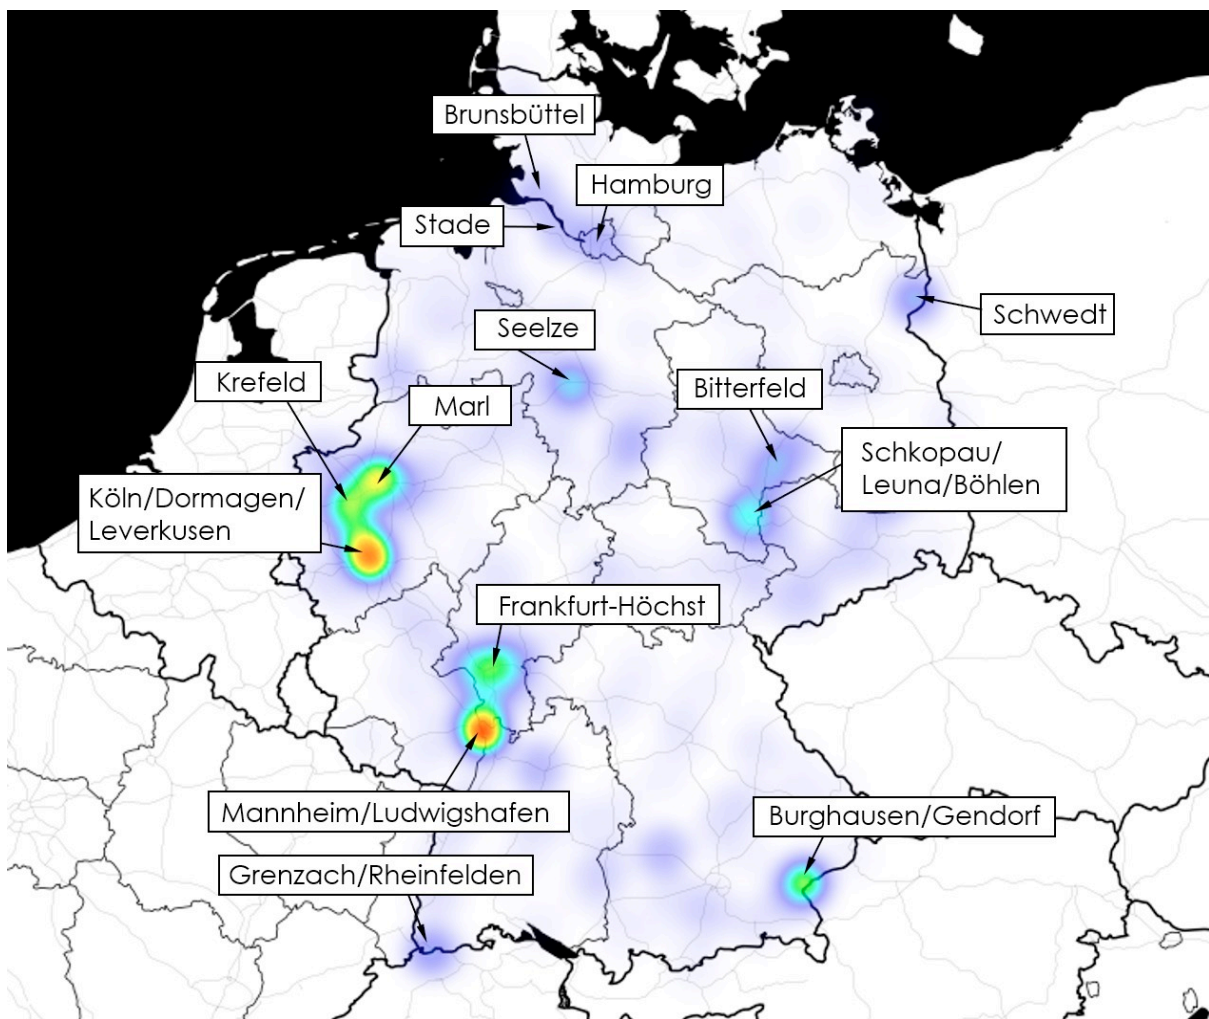 Brunsbüttel
Hamburg
Stade
Schwedt
Seelze
Krefeld
Marl
Bitterfeld
Schkopau/
Leuna/Böhlen
Köln/Dormagen/
Leverkusen
Frankfurt-Höchst
Mannheim/Ludwigshafen
Burghausen/Gendorf
Grenzach/Rheinfelden